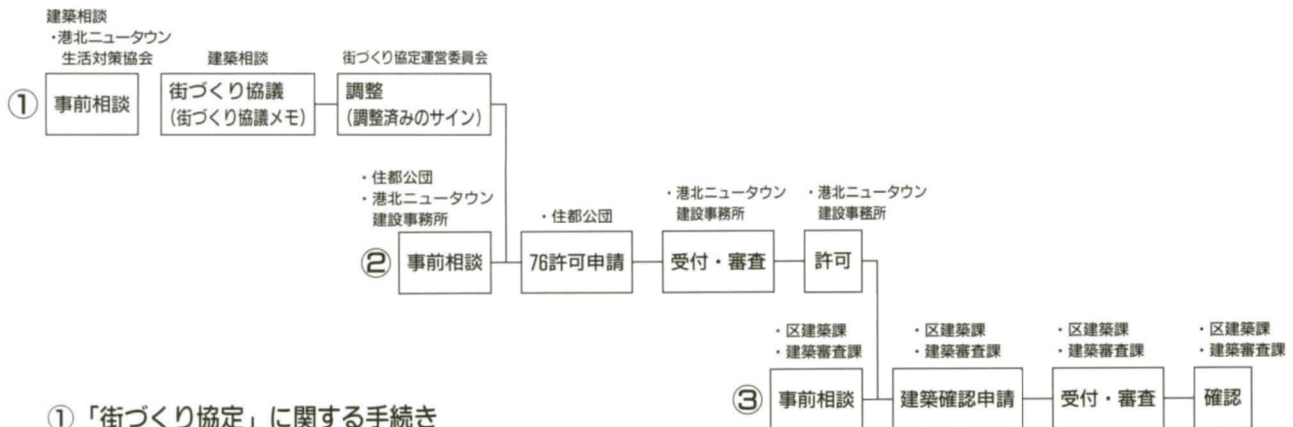 建築相談
・港北ニュータウン
生活対策協会
建築相談
街づくり協定運営委員会
①
事前相談
街づくり協議
(街づくり協議メモ)
調整
(調整済みのサイン)
・住都公団
・港北ニュータウン
建設事務所
・住都公団
・港北ニュータウン
建設事務所
・港北ニュータウン
建設事務所
②
事前相談
76許可申請
受付・審査
許可
・区建築課
・建築審査課
・区建築課
・建築審査課
・区建築課
・建築審査課
・区建築課
・建築審査課
③
事前相談
建築確認申請
受付・審査
確認
①「街づくり協定」に関する手続き